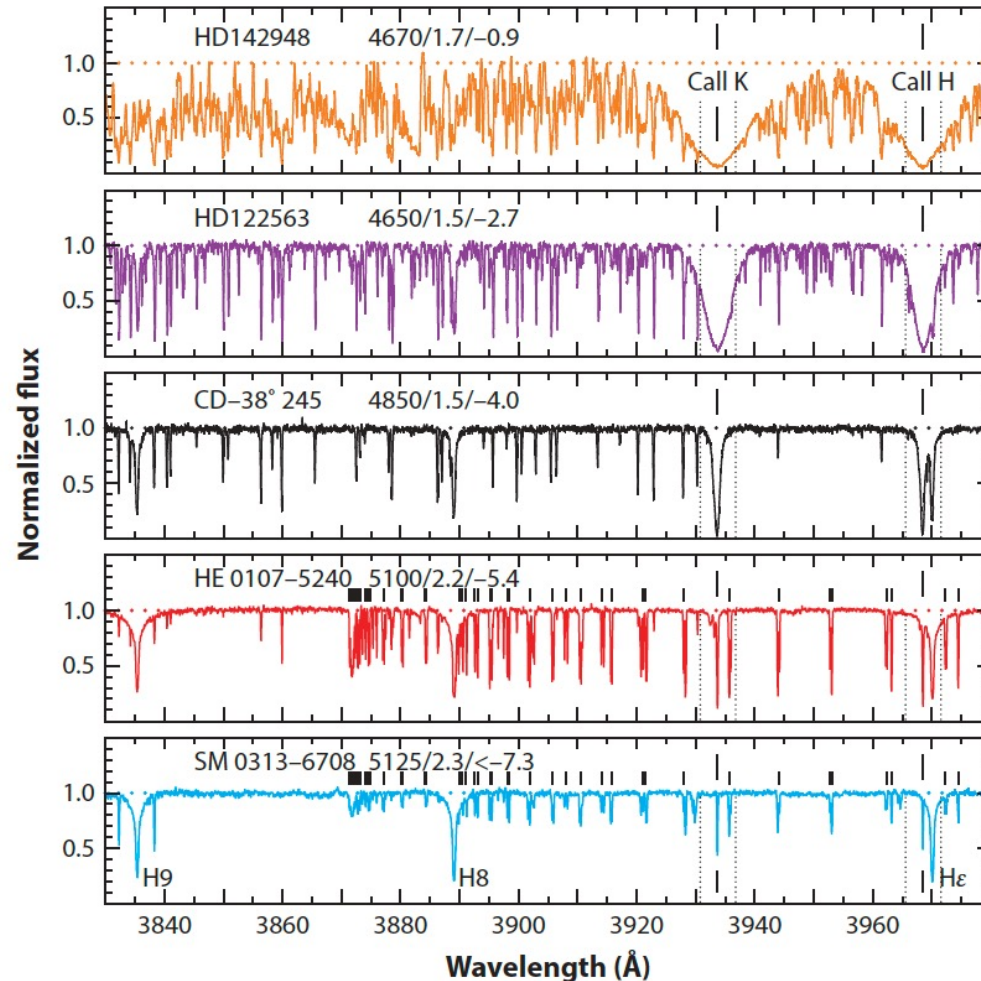 HD142948 4670/1.7/–0.9
1.0
CaII K CaII H
0.5
HD122563 4650/1.5/–2.7
1.0
0.5
CD–38° 245 4850/1.5/–4.0
1.0
0.5
HE 0107–5240 5100/2.2/–5.4
1.0
0.5
SM 0313–6708 5125/2.3/<–7.3
1.0
0.5
H9 H8 Hε
3840 3860 3880 3900 3920 3940 3960
Normalized flux
Wavelength (Å)